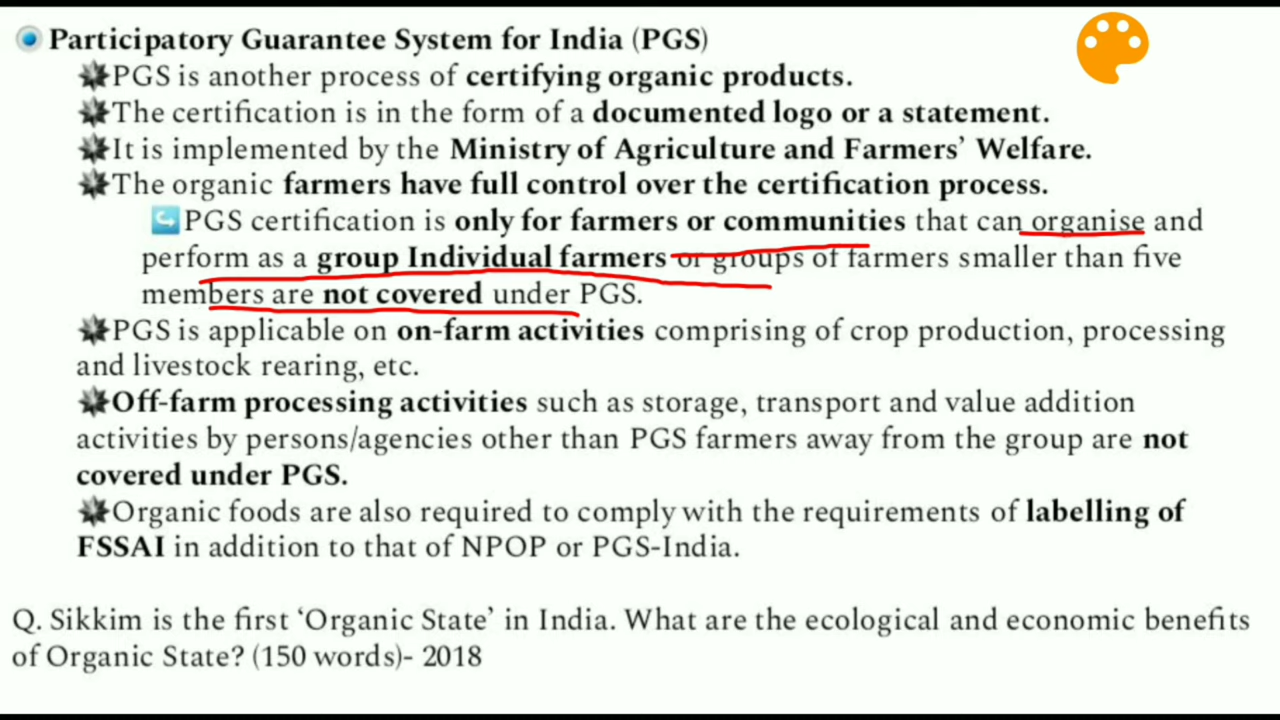 Participatory Guarantee System for India (PGS)
PGS is another process of certifying organic products.
The certification is in the form of a documented logo or a statement.
It is implemented by the Ministry of Agriculture and Farmers' Welfare.
The organic farmers have full control over the certification process.
PGS certification is only for farmers or communities that can organise and
perform as a group Individual farmers or groups of farmers smaller than five
members are not covered under PGS.
PGS is applicable on on-farm activities comprising of crop production, processing
and livestock rearing, etc.
Off-farm processing activities such as storage, transport and value addition
activities by persons/agencies other than PGS farmers away from the group are not
covered under PGS.
Organic foods are also required to comply with the requirements of labelling of
FSSAI in addition to that of NPOP or PGS-India.
Q. Sikkim is the first ‘Organic State’ in India. What are the ecological and economic benefits
of Organic State? (150 words)- 2018